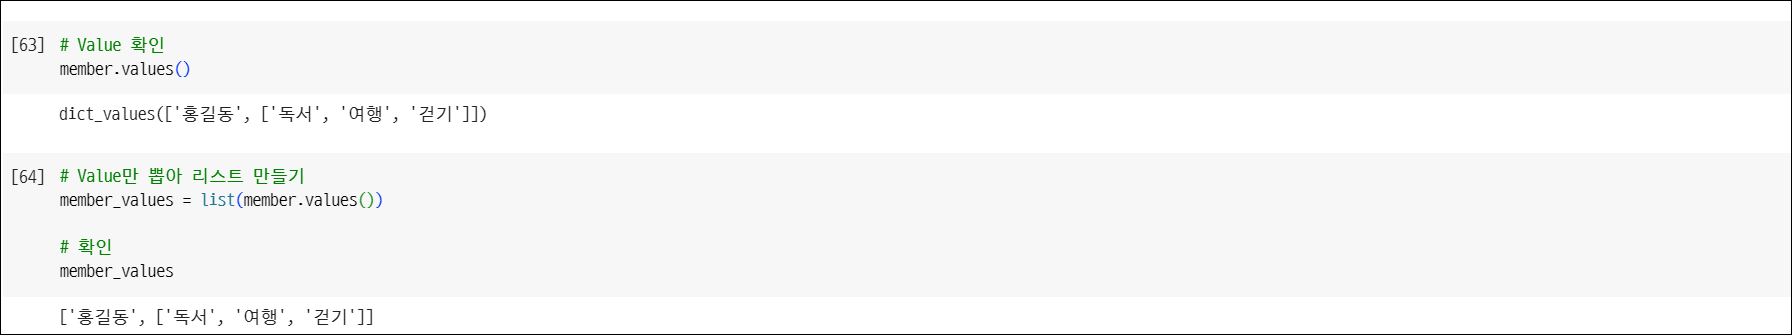 [63] # Value 확인
member.values()
dict_values(['홍길동', ['독서', '여행', '걷기']])
[64] # Value만 뽑아 리스트 만들기
member_values = list(member.values())
# 확인
member_values
['홍길동', ['독서', '여행', '걷기']]